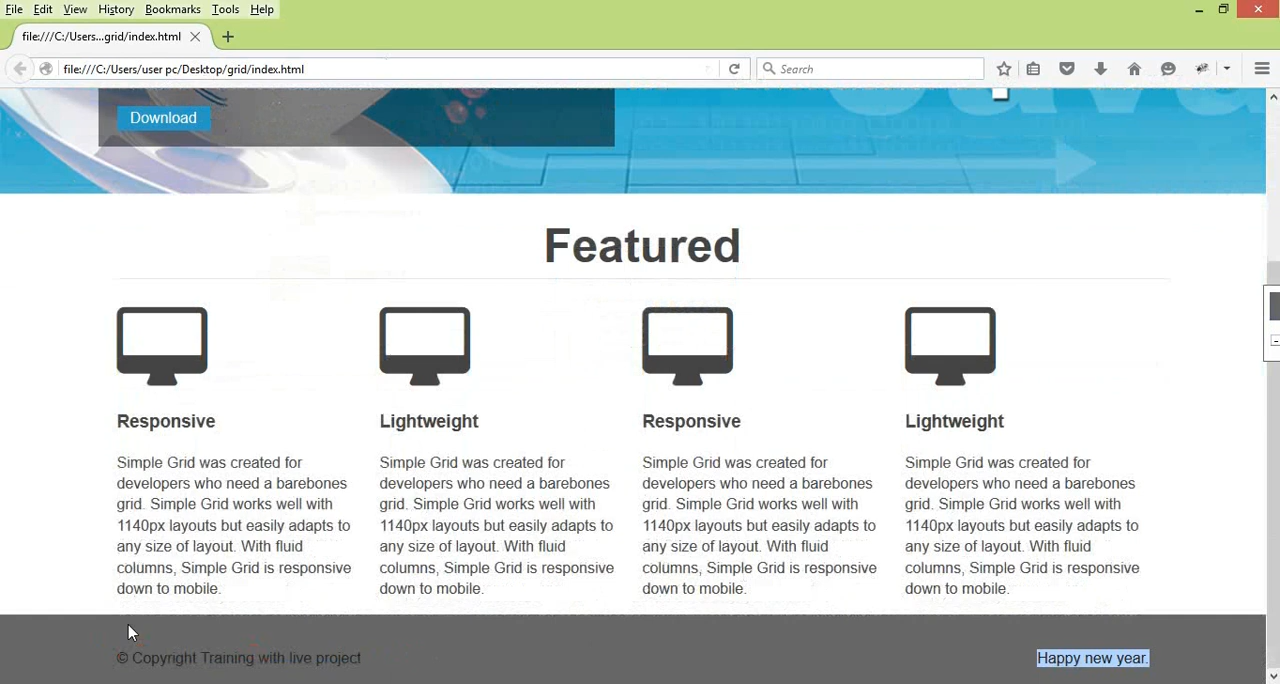 File Edit View History Bookmarks Tools Help
file:///C:/Users...grid/index.html
file:///C:/Users/user pc/Desktop/grid/index.html
Search
Download
Featured
Responsive
Simple Grid was created for
developers who need a barebones
grid. Simple Grid works well with
1140px layouts but easily adapts to
any size of layout. With fluid
columns, Simple Grid is responsive
down to mobile.
Lightweight
Simple Grid was created for
developers who need a barebones
grid. Simple Grid works well with
1140px layouts but easily adapts to
any size of layout. With fluid
columns, Simple Grid is responsive
down to mobile.
Responsive
Simple Grid was created for
developers who need a barebones
grid. Simple Grid works well with
1140px layouts but easily adapts to
any size of layout. With fluid
columns, Simple Grid is responsive
down to mobile.
Lightweight
Simple Grid was created for
developers who need a barebones
grid. Simple Grid works well with
1140px layouts but easily adapts to
any size of layout. With fluid
columns, Simple Grid is responsive
down to mobile.
© Copyright Training with live project
Happy new year.